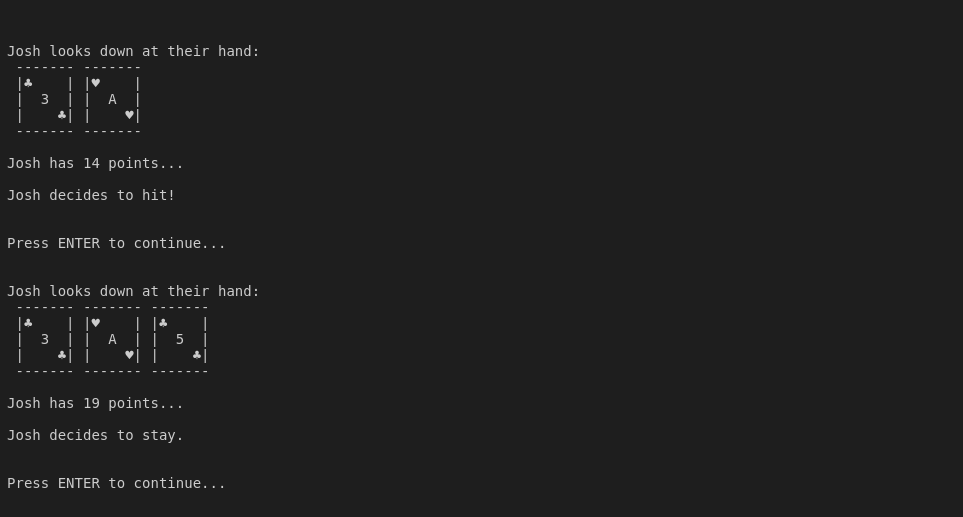 Josh looks down at their hand:
 ------- -------
 |♣    | |♥    |
 |  3  | |  A  |
 |    ♣| |    ♥|
 ------- -------
Josh has 14 points...
Josh decides to hit!
Press ENTER to continue...
Josh looks down at their hand:
 ------- ------- -------
 |♣    | |♥    | |♣    |
 |  3  | |  A  | |  5  |
 |    ♣| |    ♥| |    ♣|
 ------- ------- -------
Josh has 19 points...
Josh decides to stay.
Press ENTER to continue...